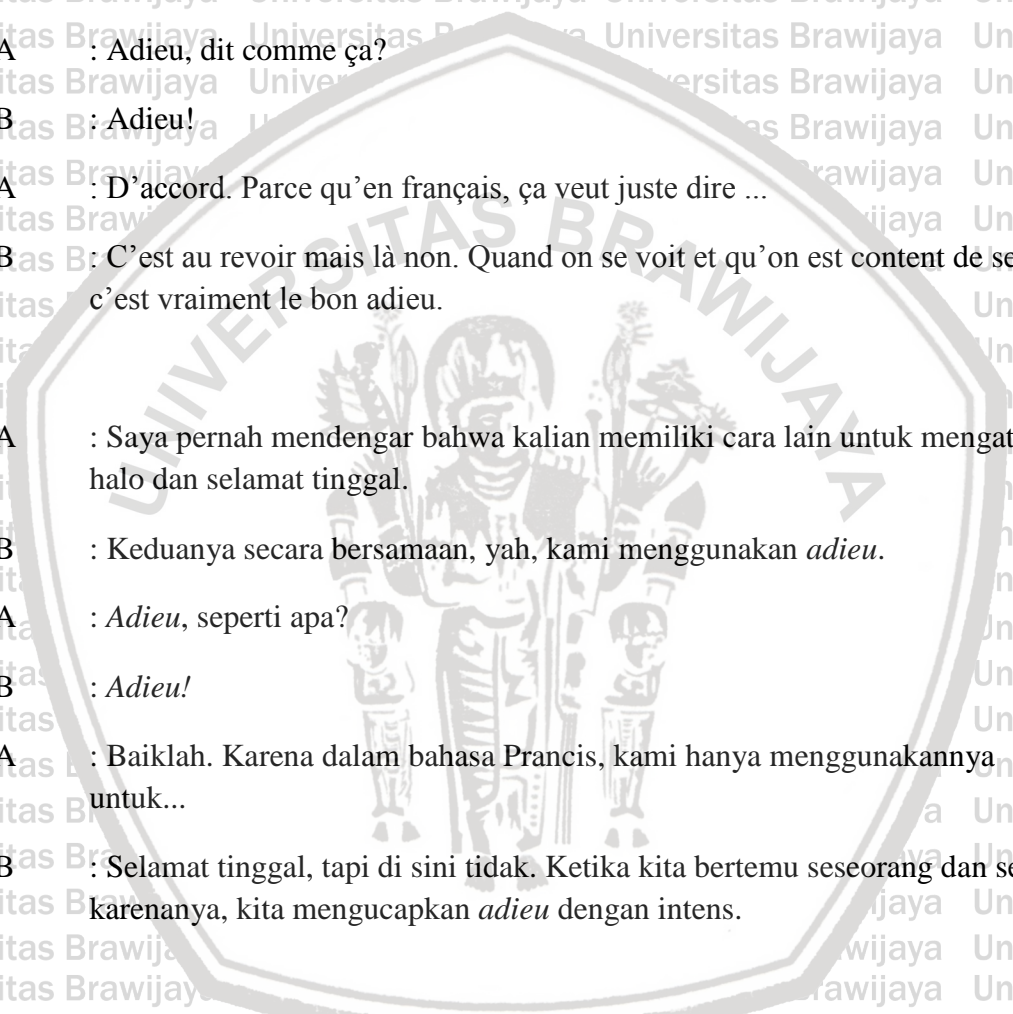 A : Adieu, dit comme ça?
B : Adieu!
A : D’accord. Parce qu’en français, ça veut juste dire ...
B : C’est au revoir mais là non. Quand on se voit et qu’on est content de se
c’est vraiment le bon adieu.
A : Saya pernah mendengar bahwa kalian memiliki cara lain untuk mengat
halo dan selamat tinggal.
B : Keduanya secara bersamaan, yah, kami menggunakan adieu.
A : Adieu, seperti apa?
B : Adieu!
A : Baiklah. Karena dalam bahasa Prancis, kami hanya menggunakannya
untuk...
B : Selamat tinggal, tapi di sini tidak. Ketika kita bertemu seseorang dan se
karenanya, kita mengucapkan adieu dengan intens.
UNIVERSITAS BRAWIJAYA